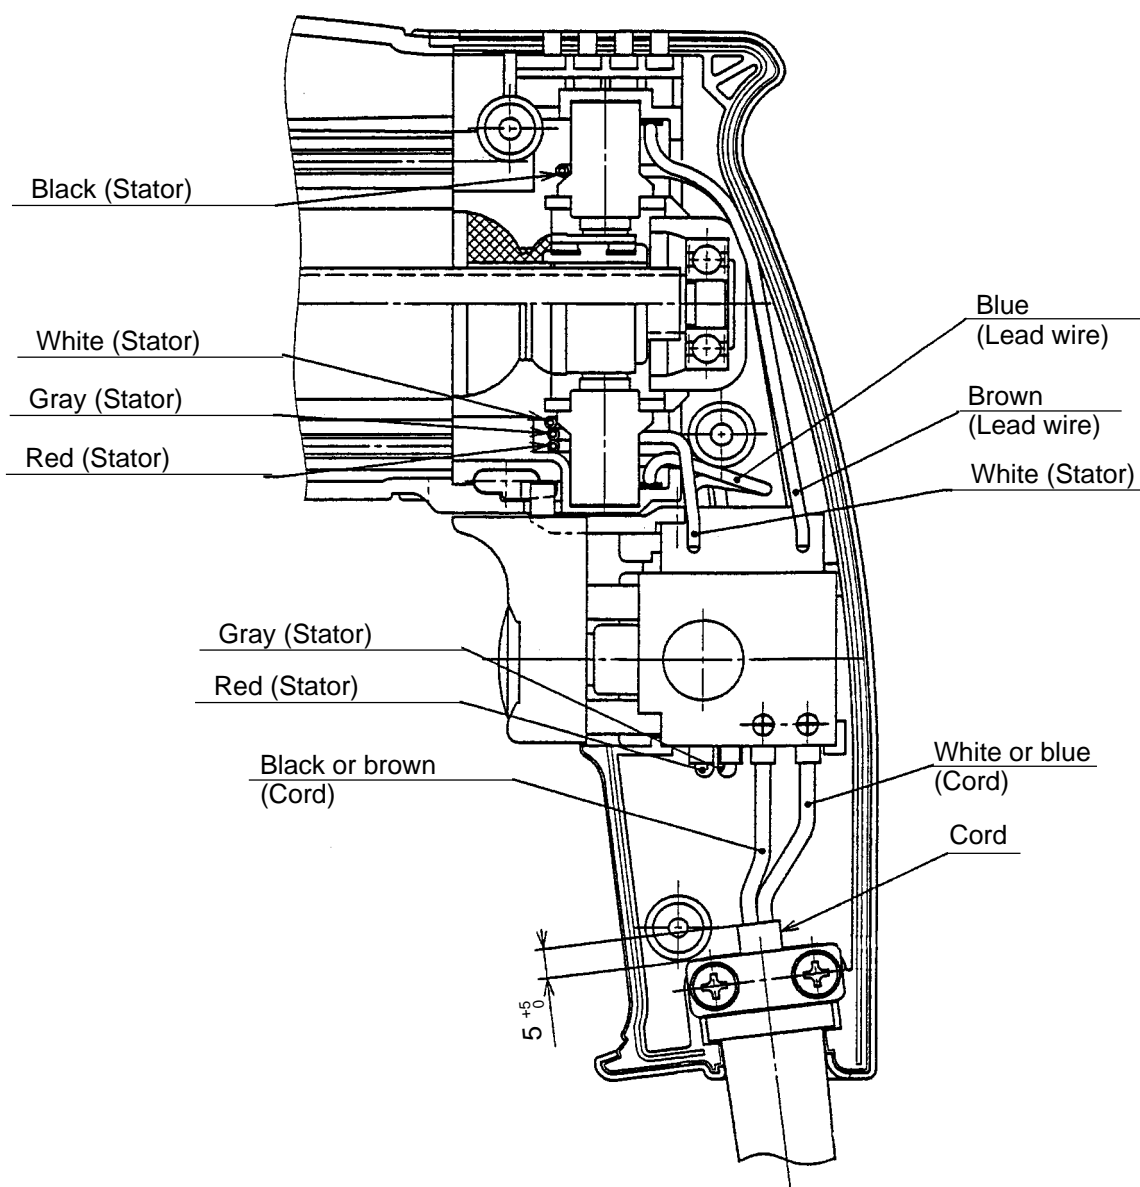 Black (Stator)
Blue
(Lead wire)
White (Stator)
Gray (Stator)
Brown
(Lead wire)
Red (Stator)
White (Stator)
Gray (Stator)
Red (Stator)
White or blue
(Cord)
Black or brown
(Cord)
Cord
5 +5 0